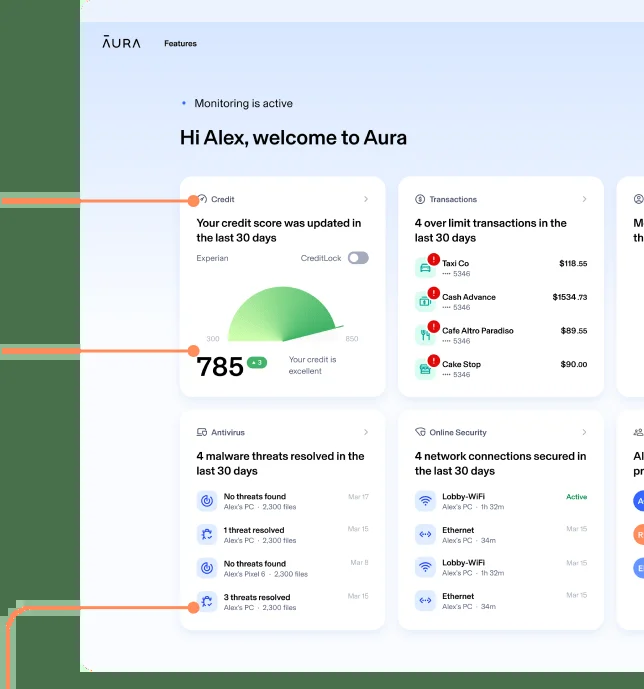 AURA
Features
Monitoring is active
Hi Alex, welcome to Aura
Credit
Your credit score was updated in
the last 30 days
Experian
CreditLock
300
850
785
+ 3
Your credit is
excellent
Transactions
4 over limit transactions in the
last 30 days
Taxi Co
$118.55
•••• 5346
Cash Advance
$1534.73
•••• 5346
Cafe Altro Paradiso
$89.55
•••• 5346
Cake Stop
$90.00
•••• 5346
Antivirus
4 malware threats resolved in the
last 30 days
No threats found
Mar 17
Alex's PC · 2,300 files
1 threat resolved
Mar 15
Alex's PC · 2,300 files
No threats found
Mar 8
Alex's Pixel 6 · 2,300 files
3 threats resolved
Mar 15
Alex's PC · 2,300 files
Online Security
4 network connections secured in
the last 30 days
Lobby-WiFi
Active
Alex's PC · 1h 32m
Ethernet
Mar 15
Alex's PC · 34m
Lobby-WiFi
Mar 15
Alex's PC · 1h 32m
Ethernet
Mar 15
Alex's PC · 34m